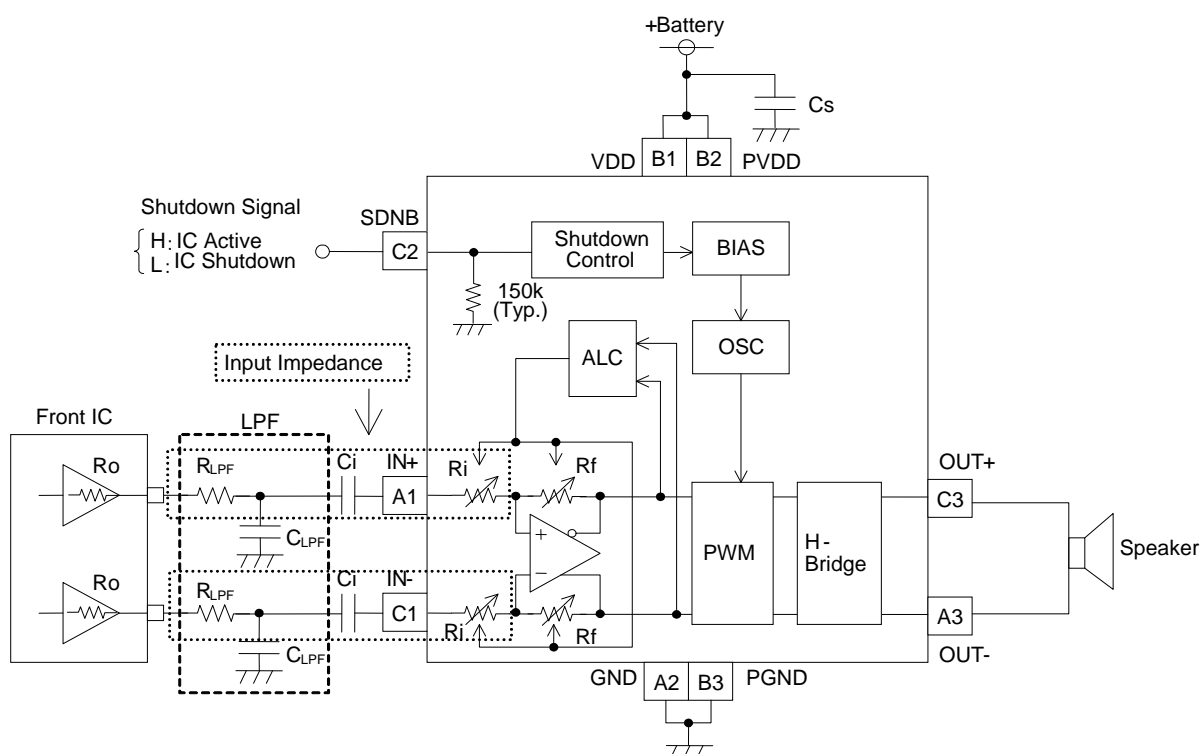 +Battery
Cs
VDD B1 B2 PVDD
Shutdown Signal
H: IC Active
L: IC Shutdown
SDNB
C2
Shutdown
Control
BIAS
150k
(Typ.)
ALC
OSC
Input Impedance
Front IC
LPF
Ro
RLPF
Ci
IN+
A1
Ri
Rf
CLPF
+
−
PWM
H-
Bridge
OUT+
C3
Speaker
Ro
RLPF
Ci
IN-
C1
Ri
Rf
CLPF
A3
OUT-
GND A2 B3 PGND